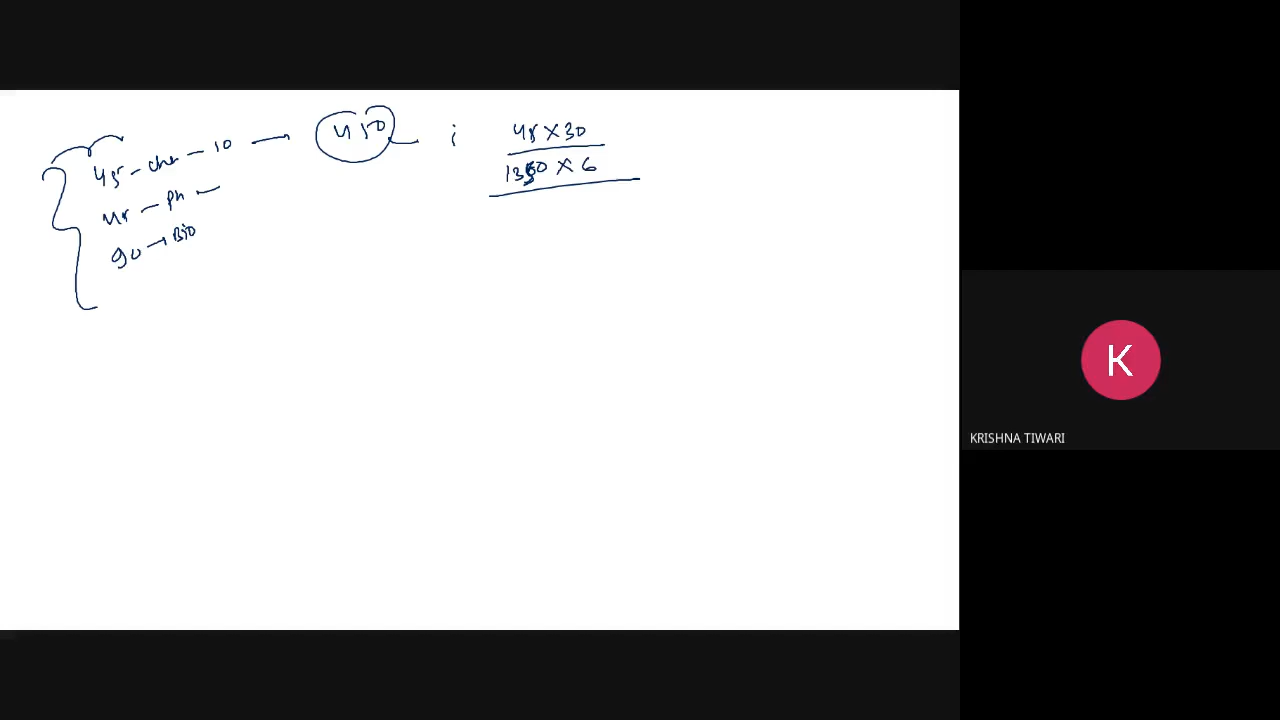 45 - che - 10 → 450 ; 45 x 30
1350 x 6
45 - Ph -
90 → Bio
K
KRISHNA TIWARI